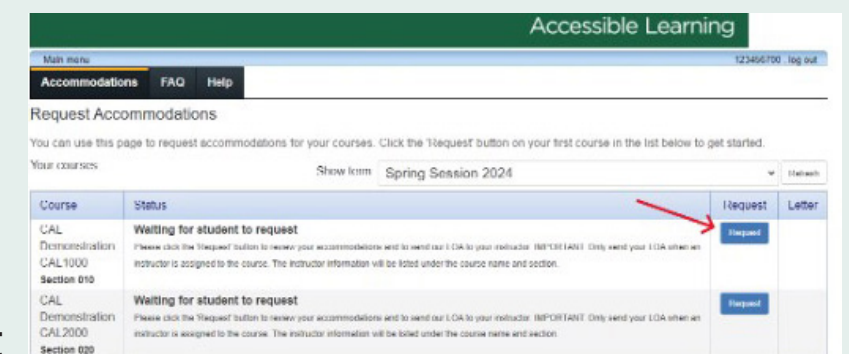 Accessible Learning
Main menu 123456700 log out
Accommodations FAQ Help
Request Accommodations
You can use this page to request accommodations for your courses. Click the 'Request' button on your first course in the list below to get started.
Your courses Show term Spring Session 2024 Refresh
Course Status Request Letter
CAL Waiting for student to request Request
Demonstration Please click the 'Request' button to review your accommodations and to send our LOA to your instructor. IMPORTANT: Only send your LOA when an
CAL1000 instructor is assigned to the course. The instructor information will be listed under the course name and section.
Section 010
CAL Waiting for student to request Request
Demonstration Please click the 'Request' button to review your accommodations and to send our LOA to your instructor. IMPORTANT: Only send your LOA when an
CAL2000 instructor is assigned to the course. The instructor information will be listed under the course name and section.
Section 020